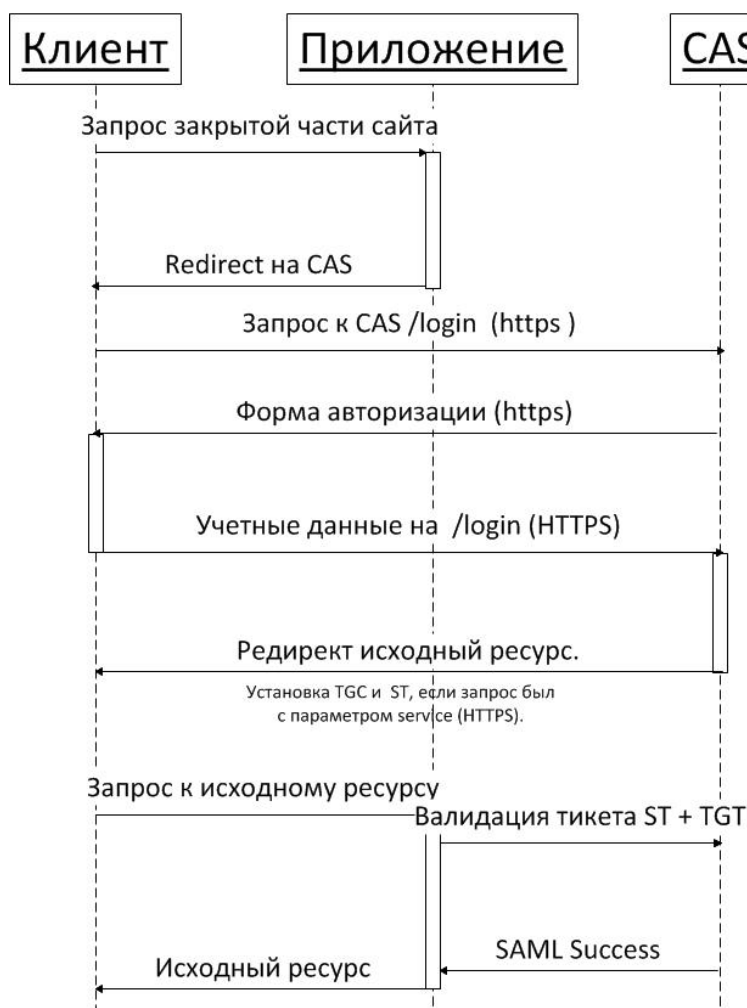 Клиент
Приложение
CAS
Запрос закрытой части сайта
Redirect на CAS
Запрос к CAS /login (https )
Форма авторизации (https)
Учетные данные на /login (HTTPS)
Редирект исходный ресурс.
Установка TGC и ST, если запрос был
с параметром service (HTTPS).
Запрос к исходному ресурсу
Валидация тикета ST + TGT
SAML Success
Исходный ресурс